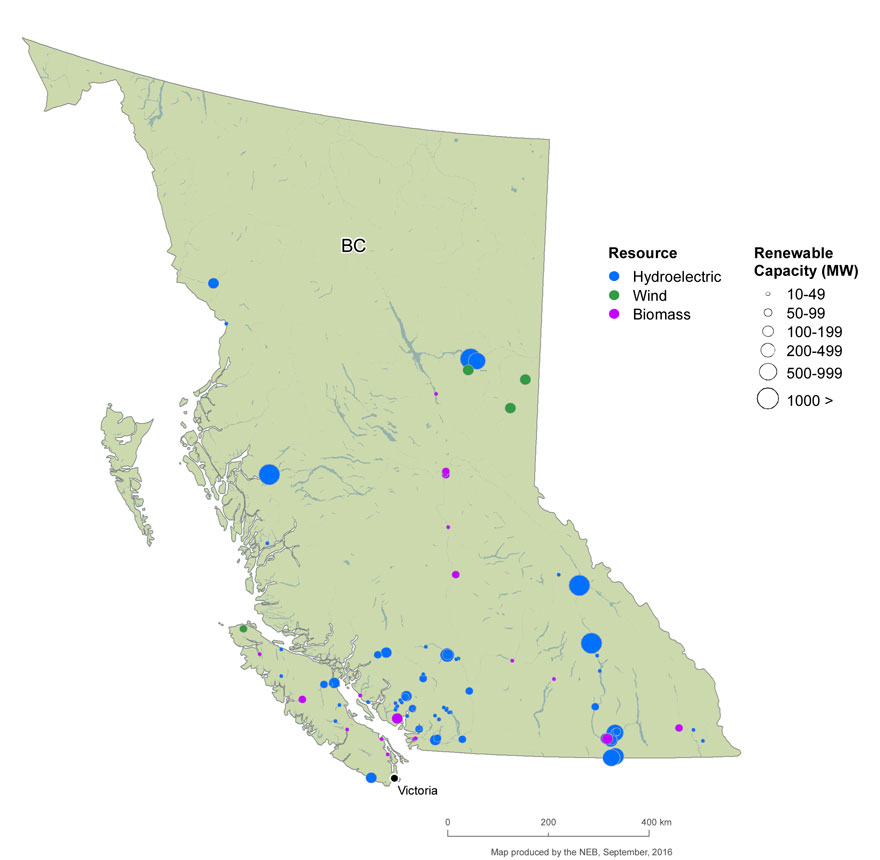 BC
Resource
Hydroelectric
Wind
Biomass
Renewable
Capacity (MW)
10-49
50-99
100-199
200-499
500-999
1000 >
Victoria
0 200 400 km
Map produced by the NEB, September, 2016